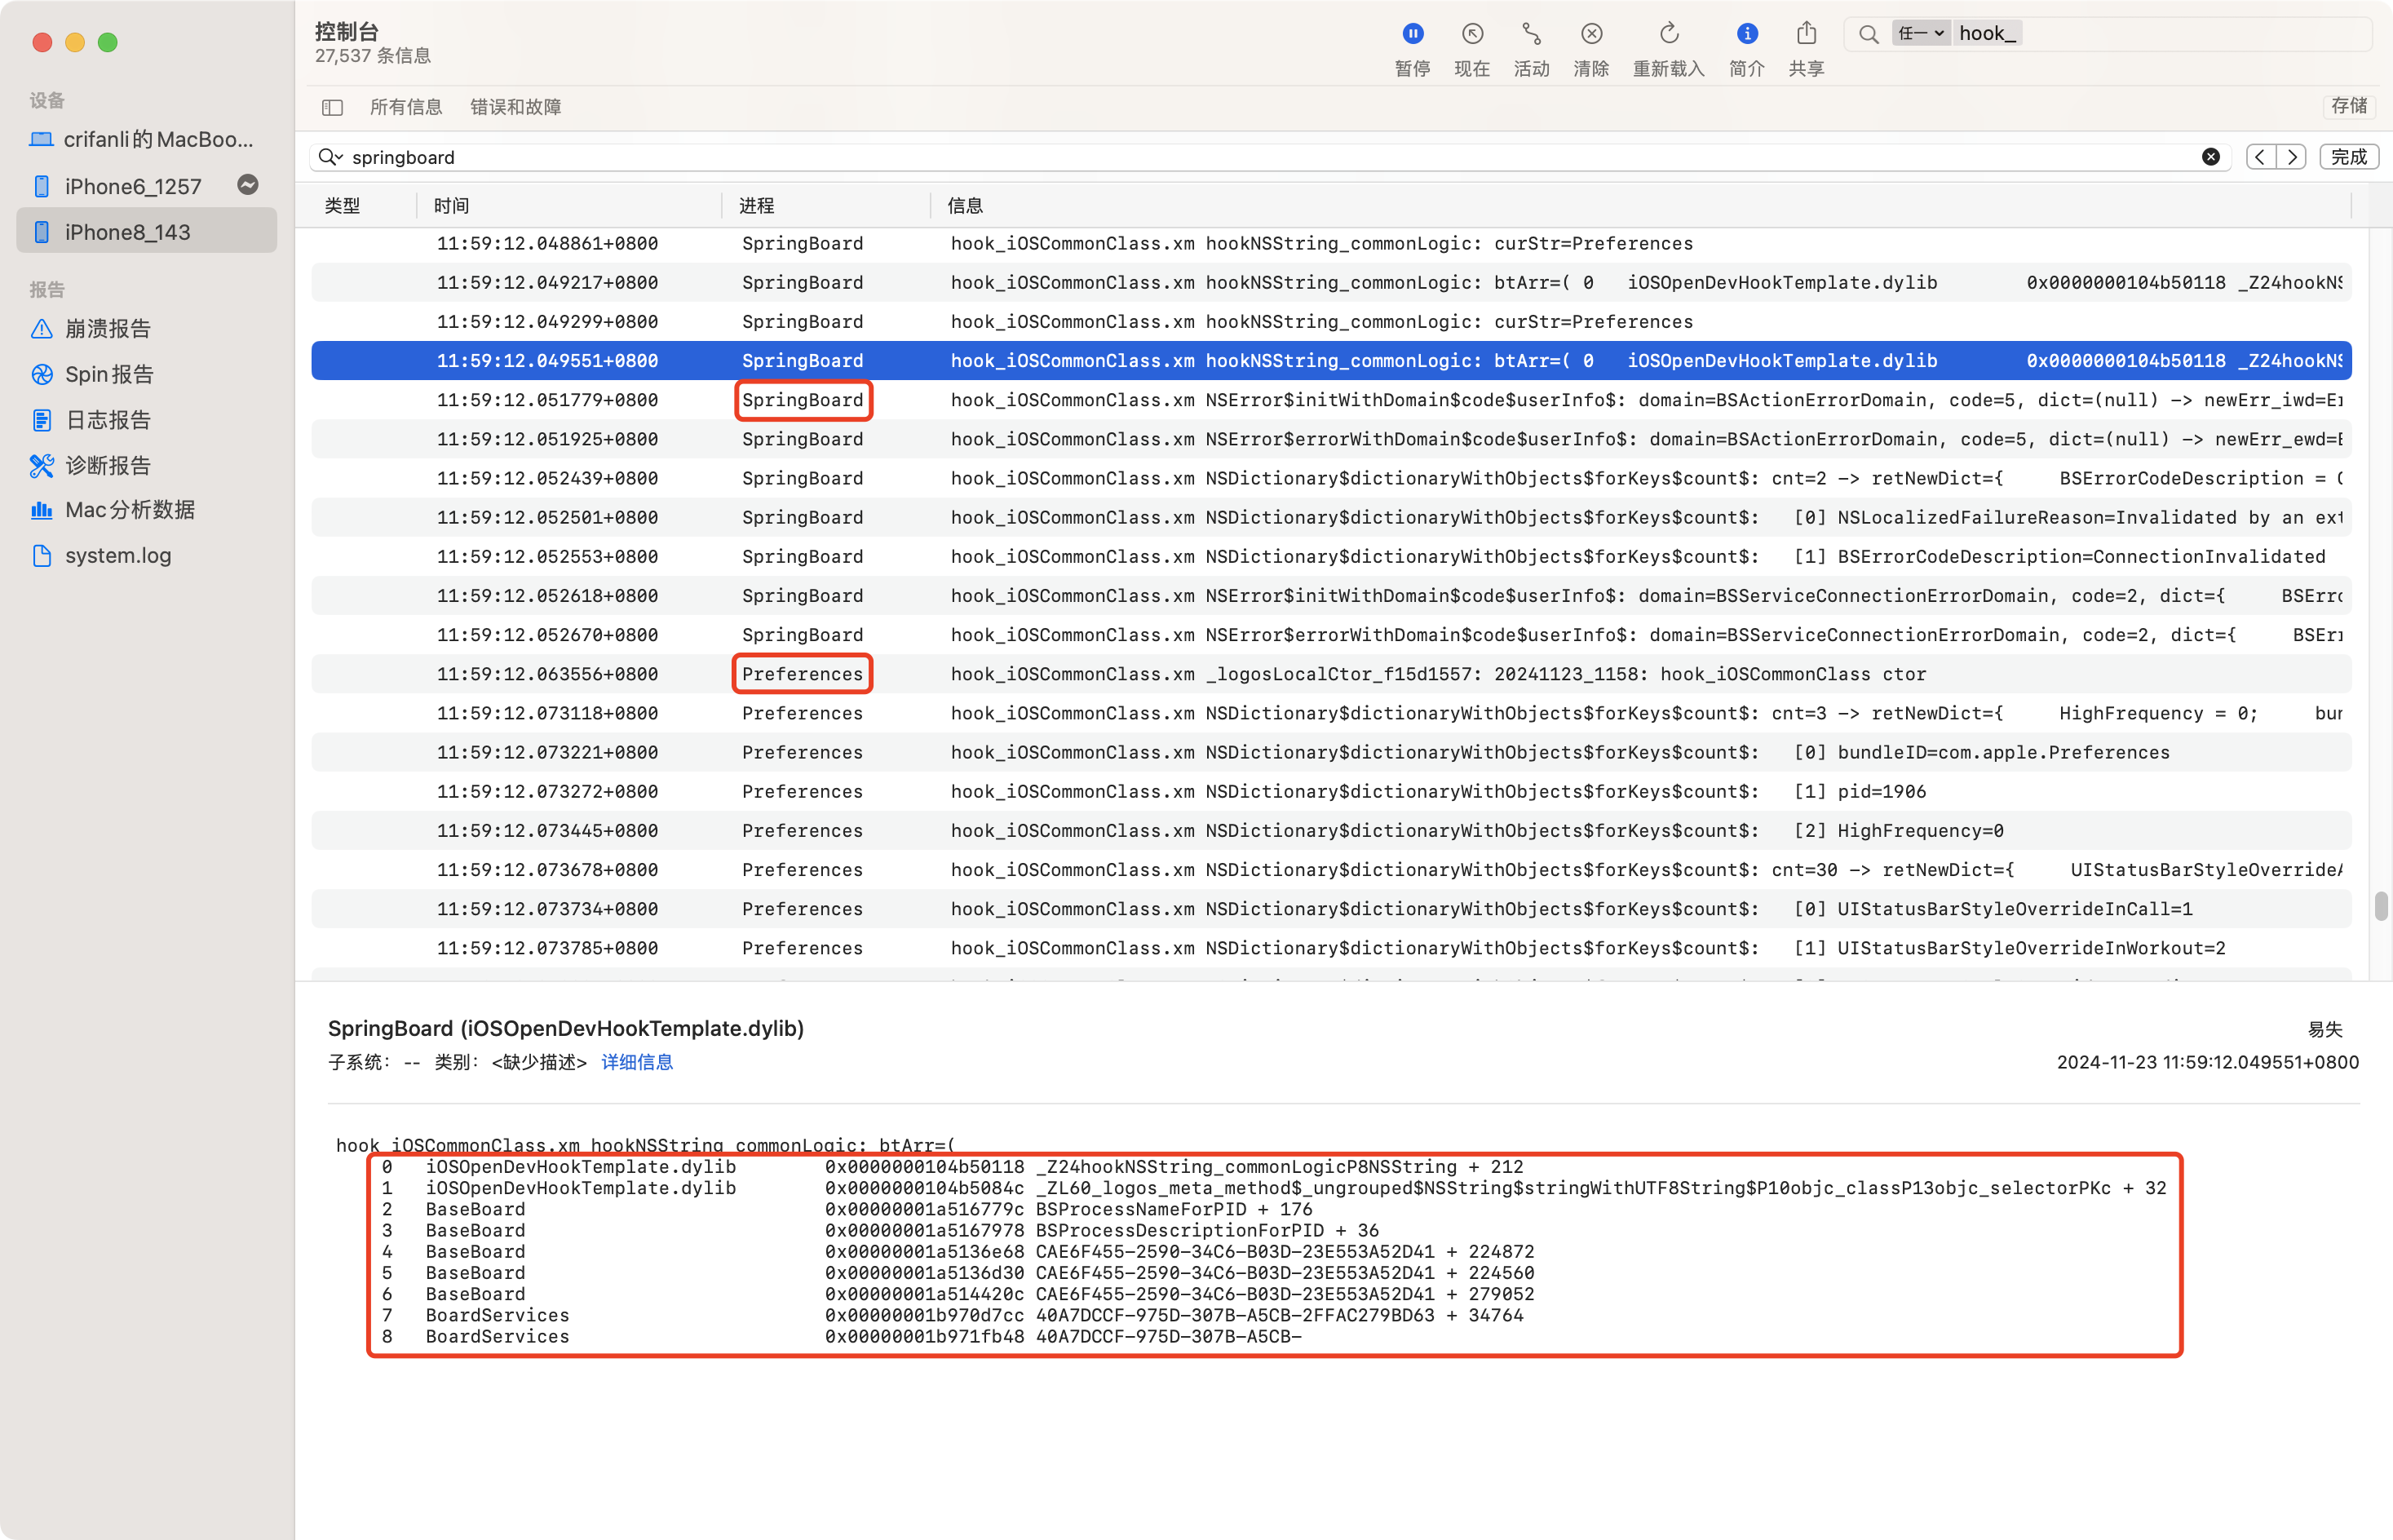 控制台
27,537 条信息
暂停
现在
活动
清除
重新载入
简介
共享
任一
hook_
设备
crifanli的MacBoo...
iPhone6_1257
iPhone8_143
报告
崩溃报告
Spin报告
日志报告
诊断报告
Mac分析数据
system.log
所有信息 错误和故障 存储
springboard 完成
类型 时间 进程 信息
11:59:12.048861+0800 SpringBoard hook_iOSCommonClass.xm hookNSString_commonLogic: curStr=Preferences
11:59:12.049217+0800 SpringBoard hook_iOSCommonClass.xm hookNSString_commonLogic: btArr=( 0 iOSOpenDevHookTemplate.dylib 0x0000000104b50118 _Z24hookNS
11:59:12.049299+0800 SpringBoard hook_iOSCommonClass.xm hookNSString_commonLogic: curStr=Preferences
11:59:12.049551+0800 SpringBoard hook_iOSCommonClass.xm hookNSString_commonLogic: btArr=( 0 iOSOpenDevHookTemplate.dylib 0x0000000104b50118 _Z24hookNS
11:59:12.051779+0800 SpringBoard hook_iOSCommonClass.xm NSError$initWithDomain$code$userInfo$: domain=BSActionErrorDomain, code=5, dict=(null) -> newErr_iwd=Er
11:59:12.051925+0800 SpringBoard hook_iOSCommonClass.xm NSError$errorWithDomain$code$userInfo$: domain=BSActionErrorDomain, code=5, dict=(null) -> newErr_ewd=E
11:59:12.052439+0800 SpringBoard hook_iOSCommonClass.xm NSDictionary$dictionaryWithObjects$forKeys$count$: cnt=2 -> retNewDict={ BSErrorCodeDescription = C
11:59:12.052501+0800 SpringBoard hook_iOSCommonClass.xm NSDictionary$dictionaryWithObjects$forKeys$count$: [0] NSLocalizedFailureReason=Invalidated by an ext
11:59:12.052553+0800 SpringBoard hook_iOSCommonClass.xm NSDictionary$dictionaryWithObjects$forKeys$count$: [1] BSErrorCodeDescription=ConnectionInvalidated
11:59:12.052618+0800 SpringBoard hook_iOSCommonClass.xm NSError$initWithDomain$code$userInfo$: domain=BSServiceConnectionErrorDomain, code=2, dict={ BSErrc
11:59:12.052670+0800 SpringBoard hook_iOSCommonClass.xm NSError$errorWithDomain$code$userInfo$: domain=BSServiceConnectionErrorDomain, code=2, dict={ BSErr
11:59:12.063556+0800 Preferences hook_iOSCommonClass.xm _logosLocalCtor_f15d1557: 20241123_1158: hook_iOSCommonClass ctor
11:59:12.073118+0800 Preferences hook_iOSCommonClass.xm NSDictionary$dictionaryWithObjects$forKeys$count$: cnt=3 -> retNewDict={ HighFrequency = 0; bur
11:59:12.073221+0800 Preferences hook_iOSCommonClass.xm NSDictionary$dictionaryWithObjects$forKeys$count$: [0] bundleID=com.apple.Preferences
11:59:12.073272+0800 Preferences hook_iOSCommonClass.xm NSDictionary$dictionaryWithObjects$forKeys$count$: [1] pid=1906
11:59:12.073445+0800 Preferences hook_iOSCommonClass.xm NSDictionary$dictionaryWithObjects$forKeys$count$: [2] HighFrequency=0
11:59:12.073678+0800 Preferences hook_iOSCommonClass.xm NSDictionary$dictionaryWithObjects$forKeys$count$: cnt=30 -> retNewDict={ UIStatusBarStyleOverrideA
11:59:12.073734+0800 Preferences hook_iOSCommonClass.xm NSDictionary$dictionaryWithObjects$forKeys$count$: [0] UIStatusBarStyleOverrideInCall=1
11:59:12.073785+0800 Preferences hook_iOSCommonClass.xm NSDictionary$dictionaryWithObjects$forKeys$count$: [1] UIStatusBarStyleOverrideInWorkout=2
SpringBoard (iOSOpenDevHookTemplate.dylib) 易失
子系统: -- 类别: <缺少描述> 详细信息 2024-11-23 11:59:12.049551+0800
hook_iOSCommonClass.xm hookNSString_commonLogic: btArr=(
0 iOSOpenDevHookTemplate.dylib 0x0000000104b50118 _Z24hookNSString_commonLogicP8NSString + 212
1 iOSOpenDevHookTemplate.dylib 0x0000000104b5084c _ZL60_logos_meta_method$_ungrouped$NSString$stringWithUTF8String$P10objc_classP13objc_selectorPKc + 32
2 BaseBoard 0x00000001a516779c BSProcessNameForPID + 176
3 BaseBoard 0x00000001a5167978 BSProcessDescriptionForPID + 36
4 BaseBoard 0x00000001a5136e68 CAE6F455-2590-34C6-B03D-23E553A52D41 + 224872
5 BaseBoard 0x00000001a5136d30 CAE6F455-2590-34C6-B03D-23E553A52D41 + 224560
6 BaseBoard 0x00000001a514420c CAE6F455-2590-34C6-B03D-23E553A52D41 + 279052
7 BoardServices 0x00000001b970d7cc 40A7DCCF-975D-307B-A5CB-2FFAC279BD63 + 34764
8 BoardServices 0x00000001b971fb48 40A7DCCF-975D-307B-A5CB-